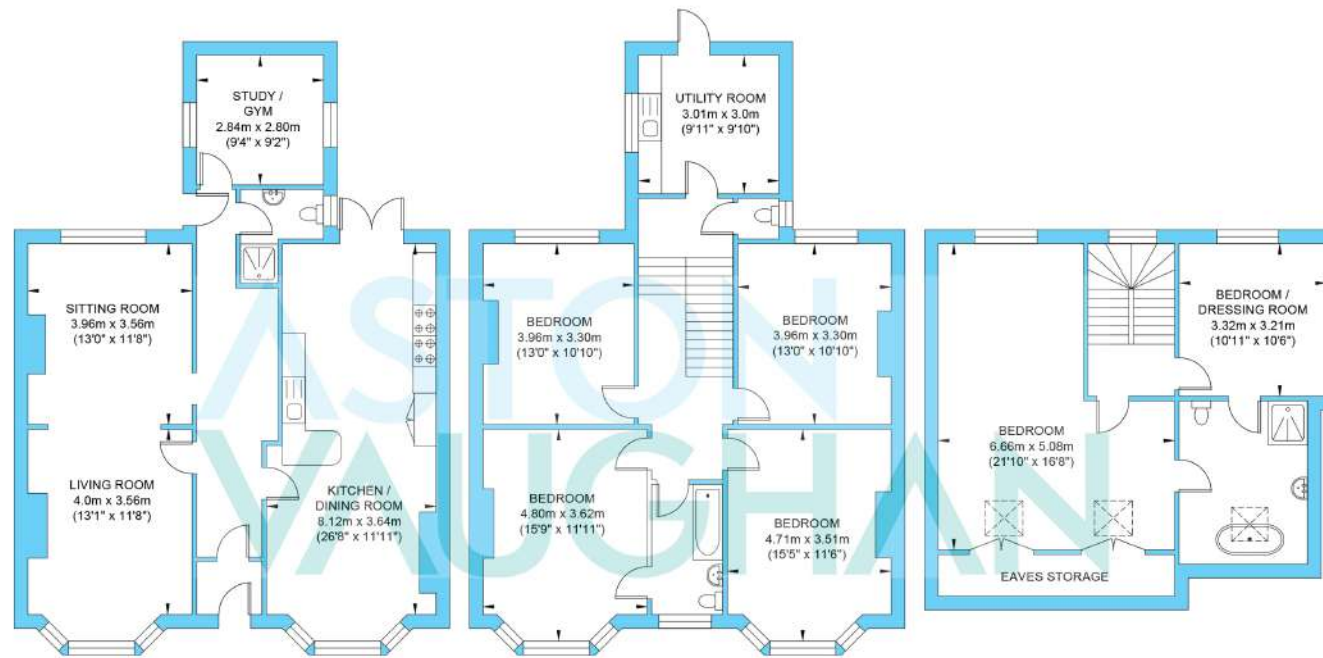 STUDY /
GYM
2.84m x 2.80m
(9'4" x 9'2")
SITTING ROOM
3.96m x 3.56m
(13'0" x 11'8")
LIVING ROOM
4.0m x 3.56m
(13'1" x 11'8")
KITCHEN /
DINING ROOM
8.12m x 3.64m
(26'8" x 11'11")
UTILITY ROOM
3.01m x 3.0m
(9'11" x 9'10")
BEDROOM
3.96m x 3.30m
(13'0" x 10'10")
BEDROOM
3.96m x 3.30m
(13'0" x 10'10")
BEDROOM
4.80m x 3.62m
(15'9" x 11'11")
BEDROOM
4.71m x 3.51m
(15'5" x 11'6")
BEDROOM /
DRESSING ROOM
3.32m x 3.21m
(10'11" x 10'6")
BEDROOM
6.66m x 5.08m
(21'10" x 16'8")
EAVES STORAGE
ASTON
VAUGHAN